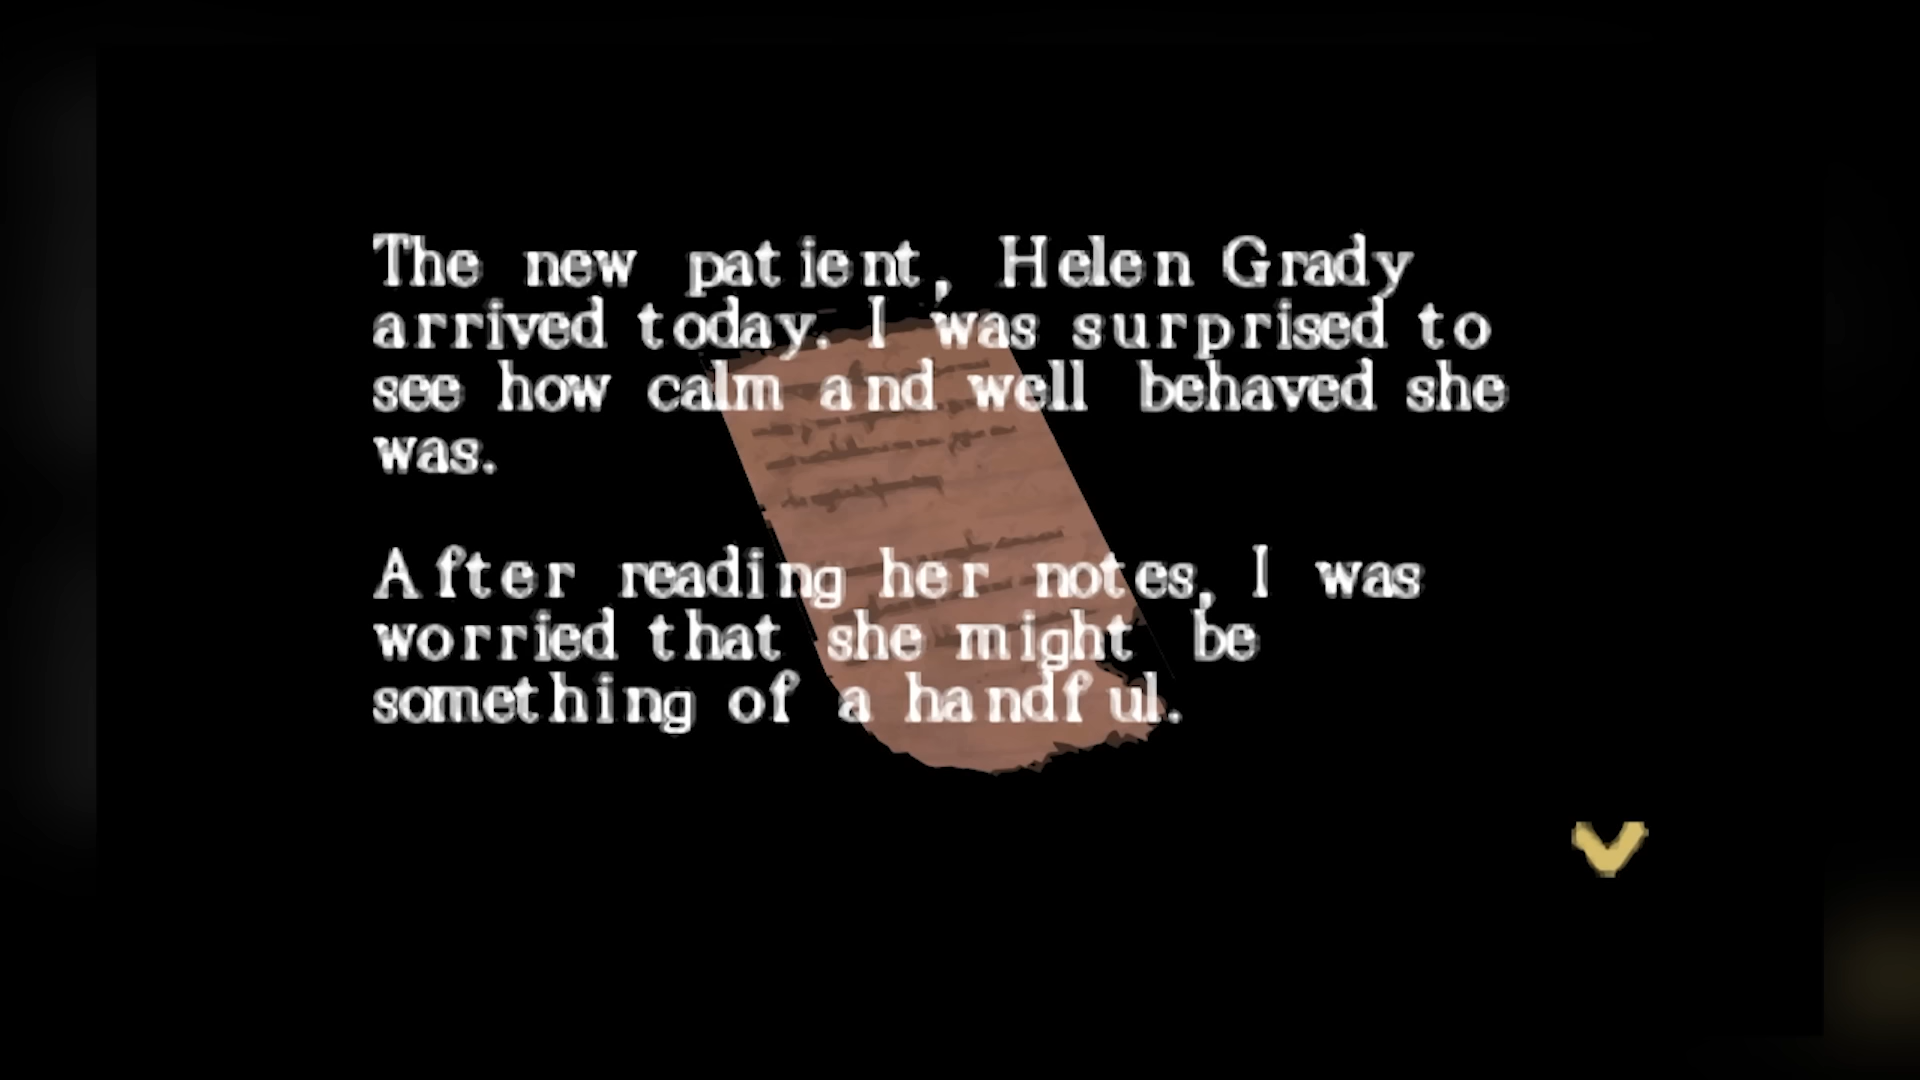 The new patient, Helen Grady
arrived today. I was surprised to
see how calm and well behaved she
was.
After reading her notes, I was
worried that she might be
something of a handful.